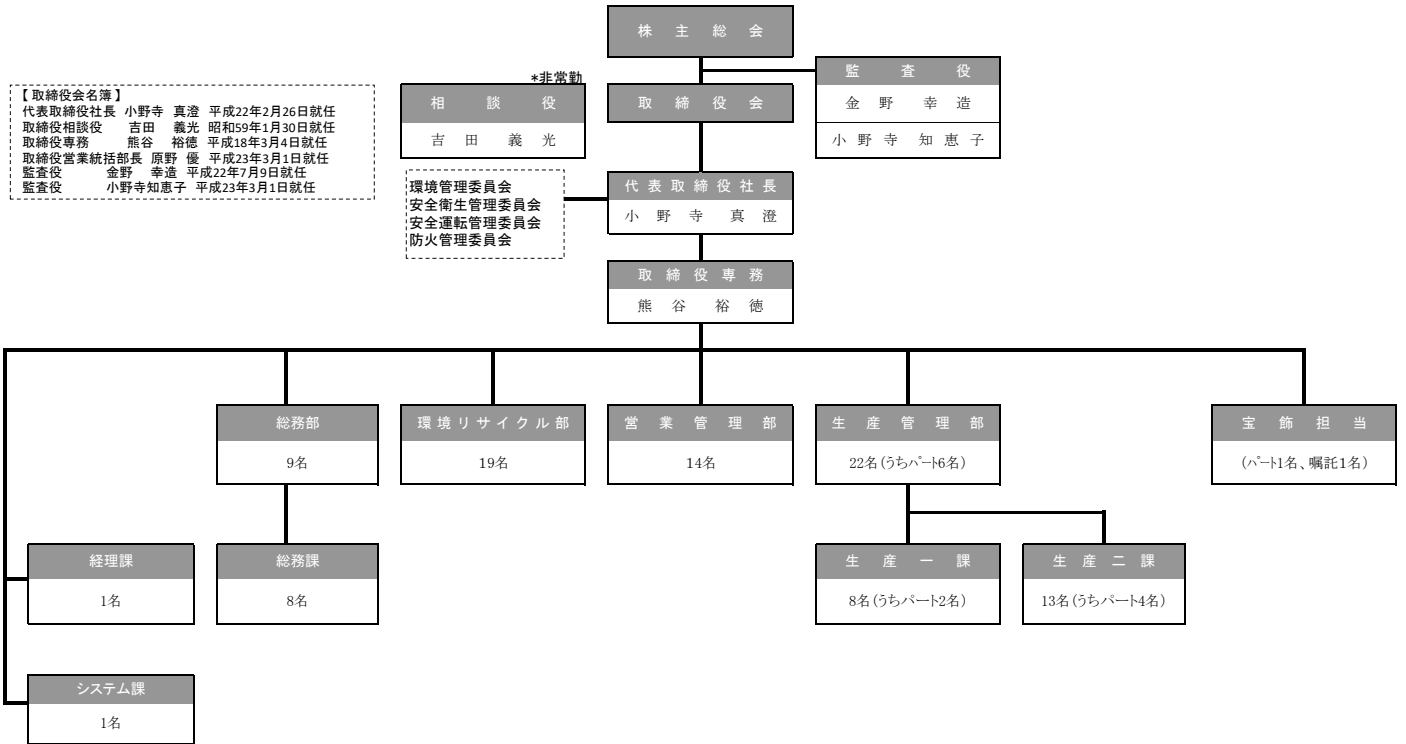 株主総会
*非常勤
監査役
金野幸造
小野寺知恵子
相談役
吉田義光
取締役会
【取締役会名簿】
代表取締役社長 小野寺 真澄 平成22年2月26日就任
取締役相談役 吉田 義光 昭和59年1月30日就任
取締役専務 熊谷 裕徳 平成18年3月4日就任
取締役営業統括部長 原野 優 平成23年3月1日就任
監査役 金野 幸造 平成22年7月9日就任
監査役 小野寺知恵子 平成23年3月1日就任
環境管理委員会
安全衛生管理委員会
安全運転管理委員会
防火管理委員会
代表取締役社長
小野寺 真澄
取締役専務
熊谷 裕徳
総務部
9名
環境リサイクル部
19名
営業管理部
14名
生産管理部
22名(うちパート6名)
宝飾担当
(パート1名、嘱託1名)
経理課
1名
総務課
8名
生産一課
8名(うちパート2名)
生産二課
13名(うちパート4名)
システム課
1名